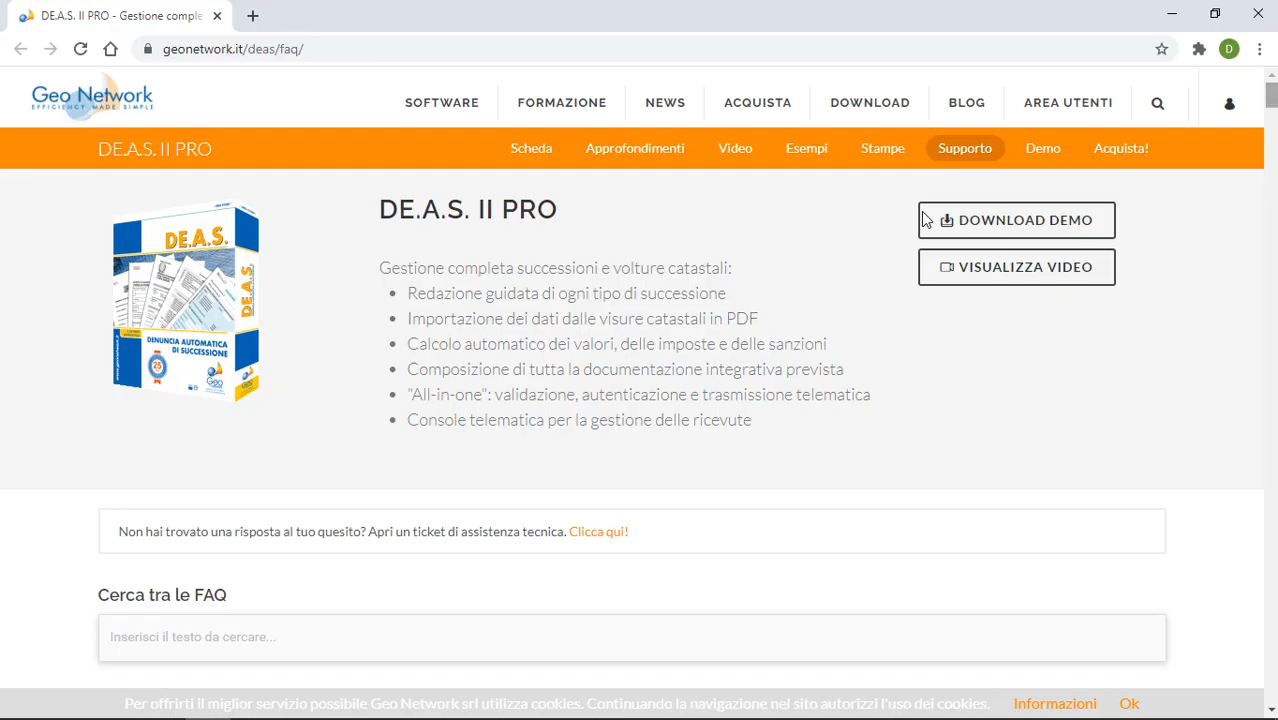 DE.A.S. II PRO - Gestione comple
geonetwork.it/deas/faq/
D
Geo Network
EFFICIENCY MADE SIMPLE
SOFTWARE
FORMAZIONE
NEWS
ACQUISTA
DOWNLOAD
BLOG
AREA UTENTI
DE.A.S. II PRO
Scheda
Approfondimenti
Video
Esempi
Stampe
Supporto
Demo
Acquista!
DE.A.S.
DE.A.S.
DENUNCIA AUTOMATICA
DI SUCCESSIONE
25
DE.A.S. II PRO
Gestione completa successioni e volture catastali:
Redazione guidata di ogni tipo di successione
Importazione dei dati dalle visure catastali in PDF
Calcolo automatico dei valori, delle imposte e delle sanzioni
Composizione di tutta la documentazione integrativa prevista
"All-in-one": validazione, autenticazione e trasmissione telematica
Console telematica per la gestione delle ricevute
DOWNLOAD DEMO
VISUALIZZA VIDEO
Non hai trovato una risposta al tuo quesito? Apri un ticket di assistenza tecnica. Clicca qui!
Cerca tra le FAQ
Inserisci il testo da cercare...
Per offrirti il miglior servizio possibile Geo Network srl utilizza cookies. Continuando la navigazione nel sito autorizzi l'uso dei cookies.
Informazioni
Ok